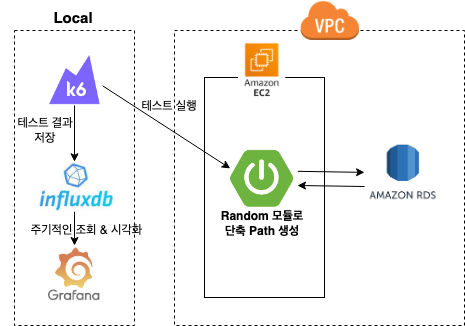 Local
VPC
k6
Amazon
EC2
테스트 실행
테스트 결과
저장
influxdb
Random 모듈로
단축 Path 생성
AMAZON RDS
주기적인 조회 & 시각화
Grafana